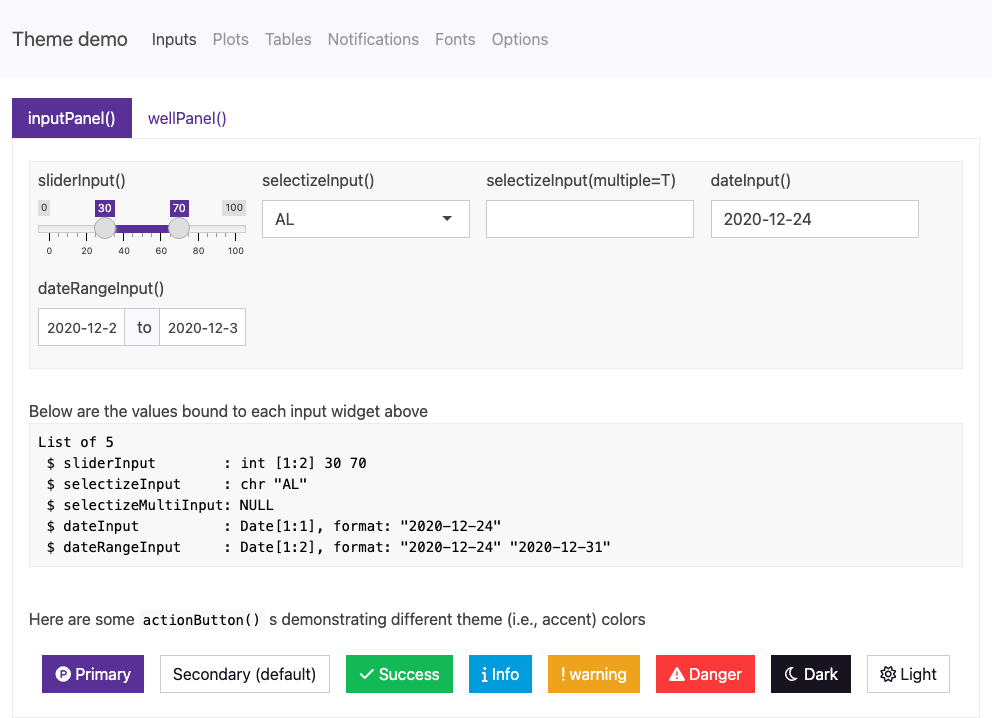 Theme demo Inputs Plots Tables Notifications Fonts Options
inputPanel() wellPanel()
sliderInput() selectizeInput() selectizeInput(multiple=T) dateInput()
0 30 70 100
AL 2020-12-24
0 20 40 60 80 100
dateRangeInput()
2020-12-2 to 2020-12-3
Below are the values bound to each input widget above
List of 5
 $ sliderInput        : int [1:2] 30 70
 $ selectizeInput     : chr "AL"
 $ selectizeMultiInput: NULL
 $ dateInput          : Date[1:1], format: "2020-12-24"
 $ dateRangeInput     : Date[1:2], format: "2020-12-24" "2020-12-31"
Here are some actionButton() s demonstrating different theme (i.e., accent) colors
Primary Secondary (default) Success Info warning Danger Dark Light